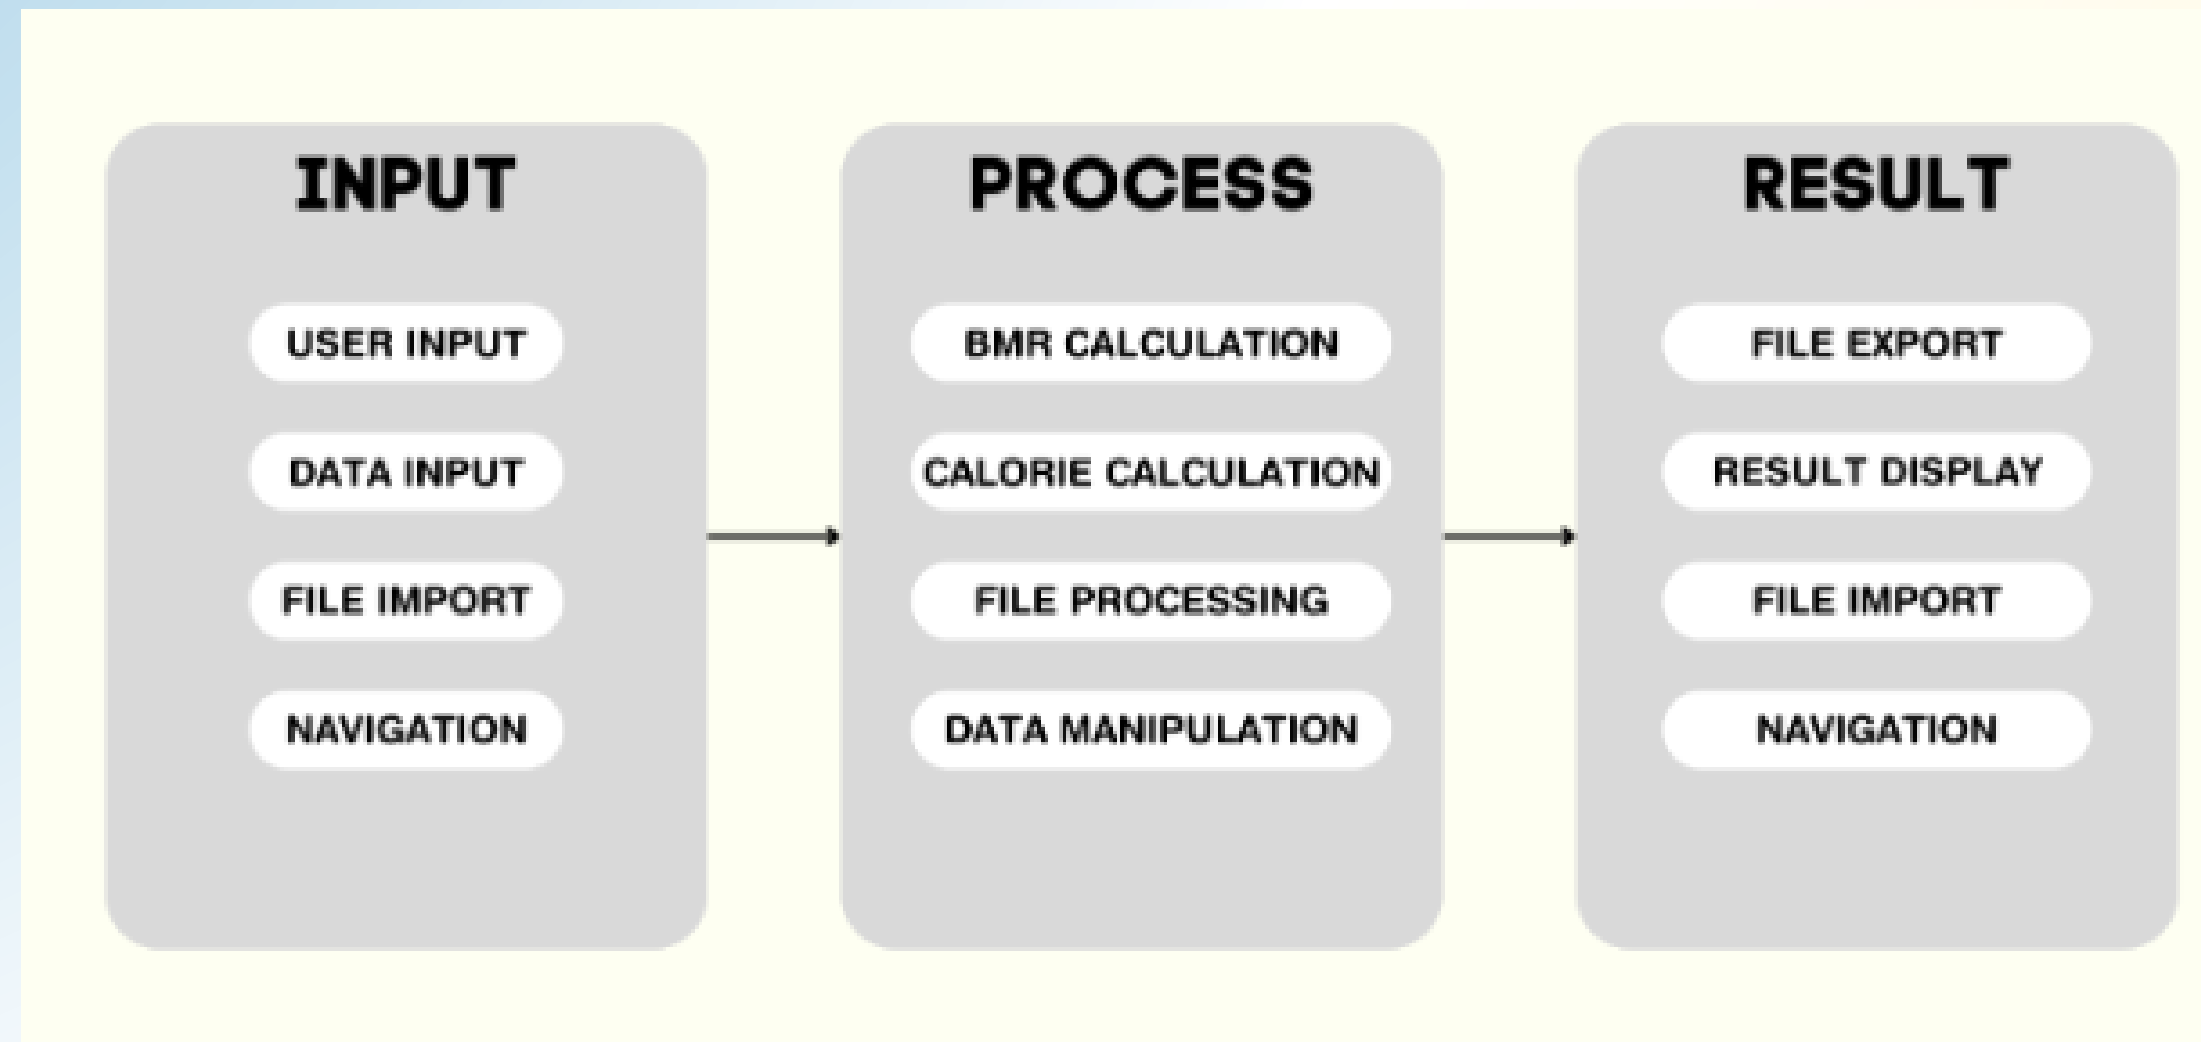 INPUT
USER INPUT
DATA INPUT
FILE IMPORT
NAVIGATION
PROCESS
BMR CALCULATION
CALORIE CALCULATION
FILE PROCESSING
DATA MANIPULATION
RESULT
FILE EXPORT
RESULT DISPLAY
FILE IMPORT
NAVIGATION